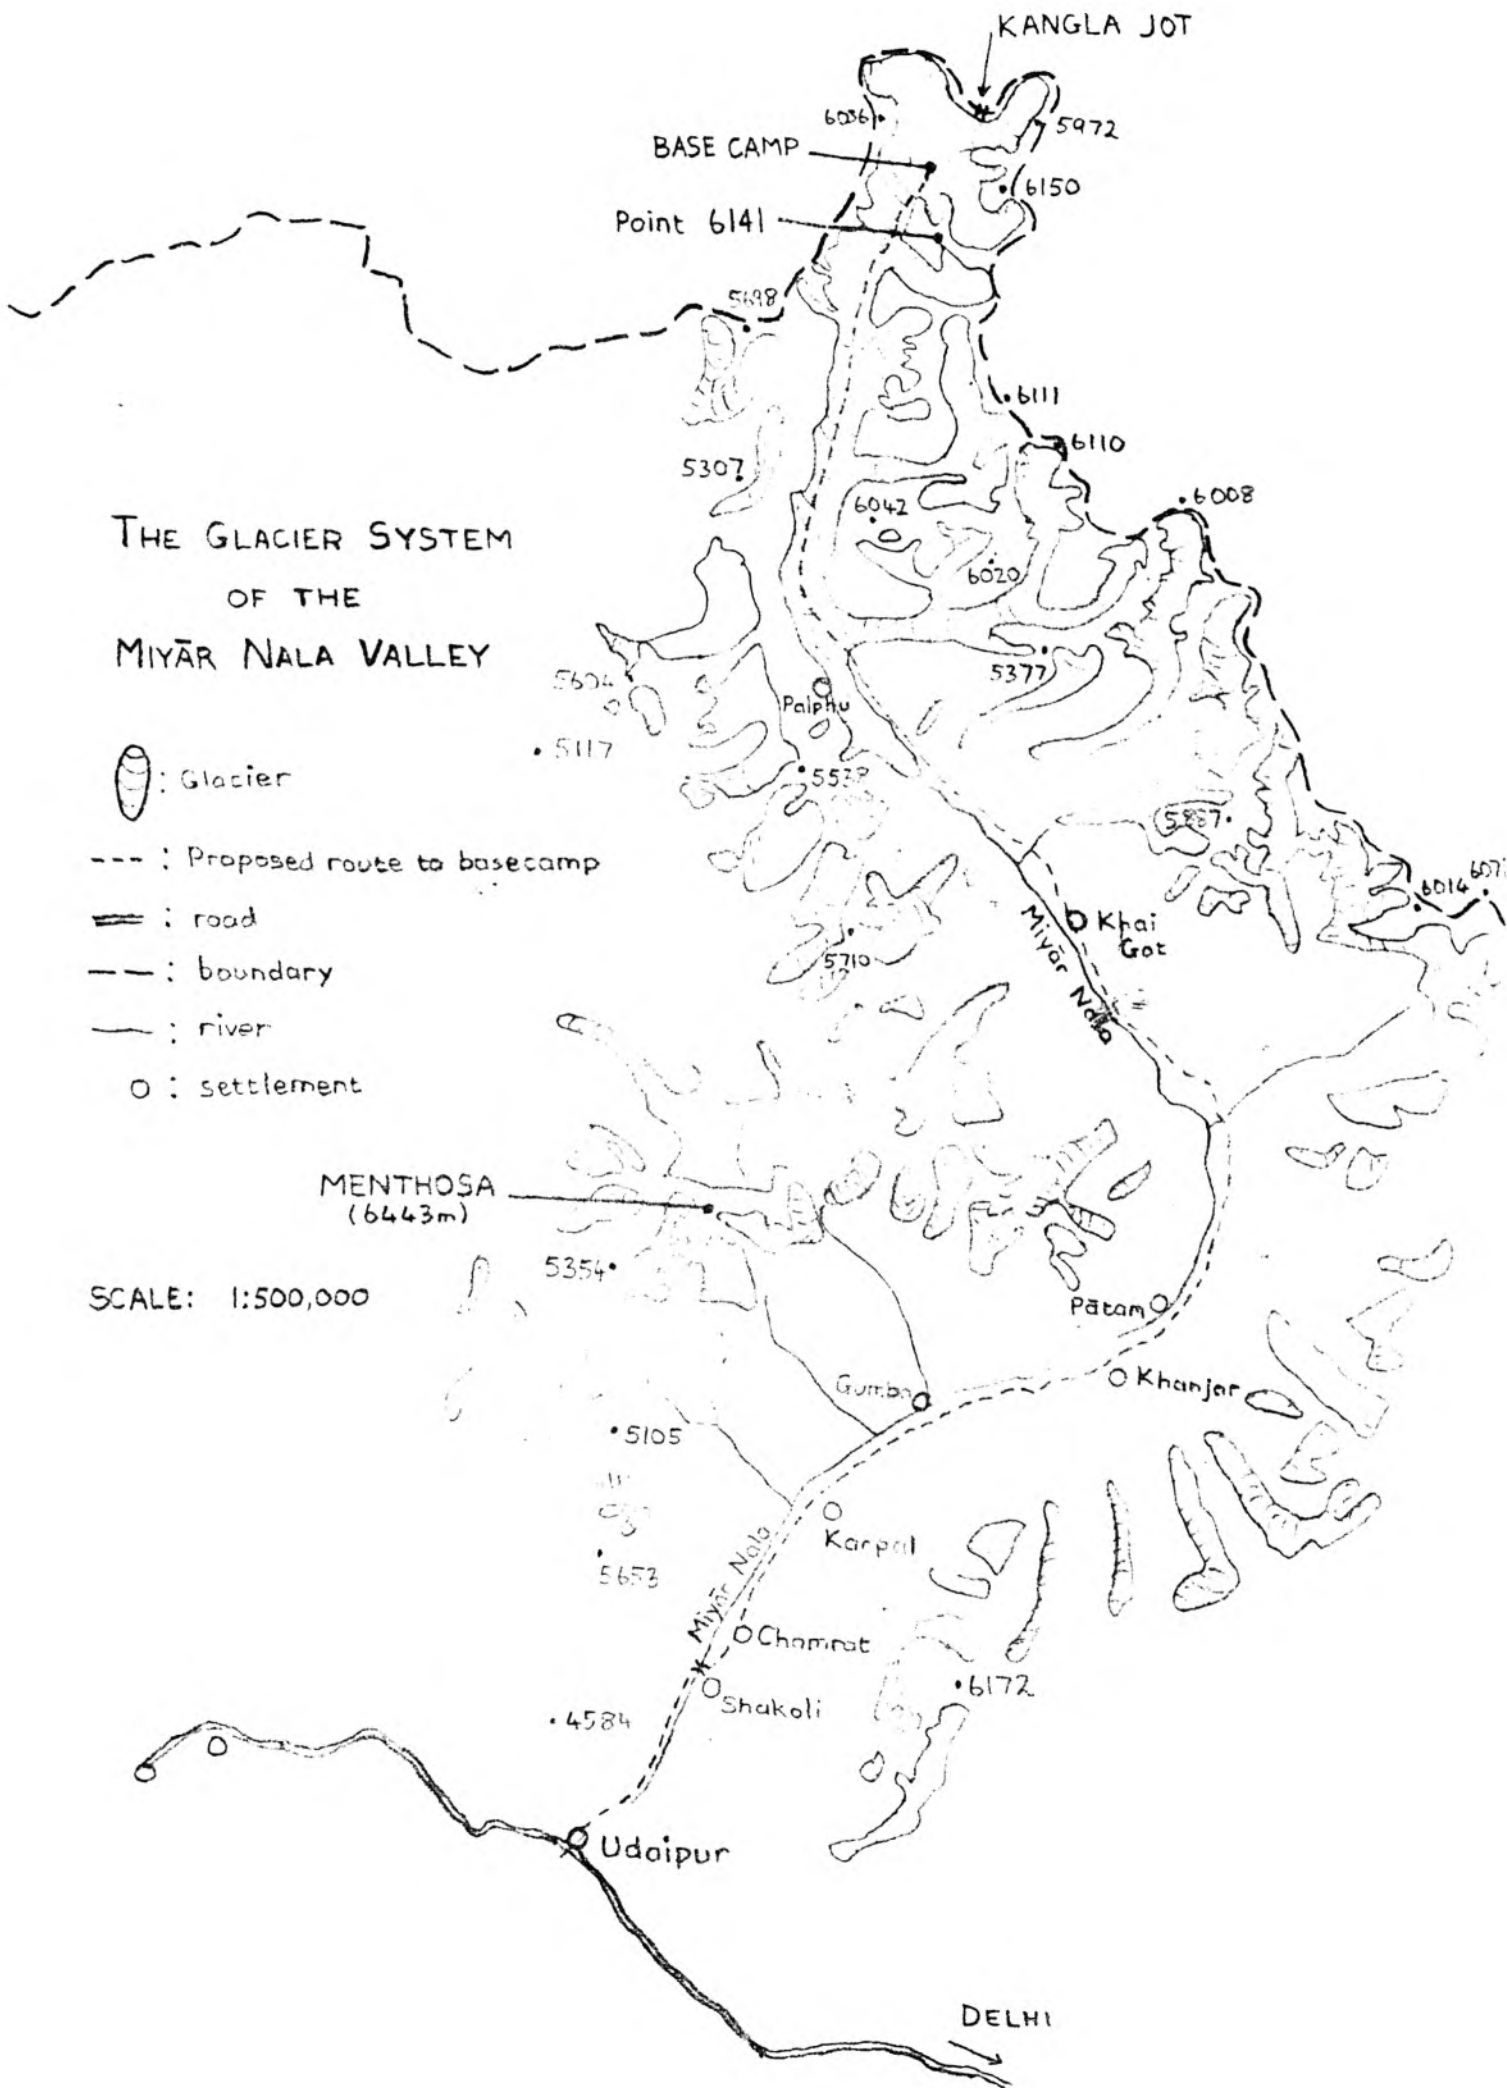 KANGLA JOT
6036
5972
BASE CAMP
6150
Point 6141
5698
6111
6110
5307
6008
6042
THE GLACIER SYSTEM
OF THE
MIYĀR NALA VALLEY
6020
5377
5604
Palphu
5117
5538
: Glacier
5887
: Proposed route to basecamp
6014
: road
Khai
Got
Miyār Nala
5710
: boundary
: river
: settlement
MENTHOSA
(6443m)
5354
SCALE: 1:500,000
Pātam
Gumba
Khanjar
5105
Karpat
5653
Miyār Nala
Chamrat
6172
Shakoli
4584
Udaipur
DELHI